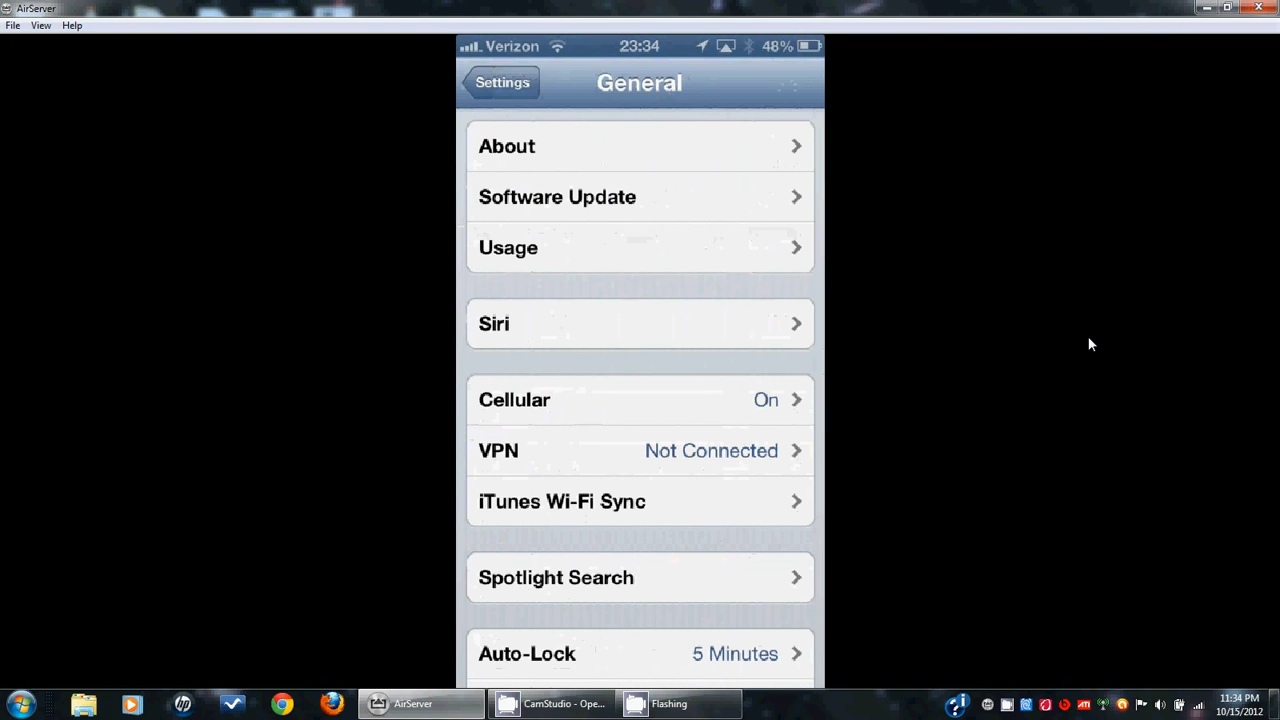 AirServer
File View Help
Verizon 23:34 48%
Settings General
About
Software Update
Usage
Siri
Cellular On
VPN Not Connected
iTunes Wi-Fi Sync
Spotlight Search
Auto-Lock 5 Minutes
AirServer CamStudio - Ope... Flashing
11:34 PM
10/15/2012